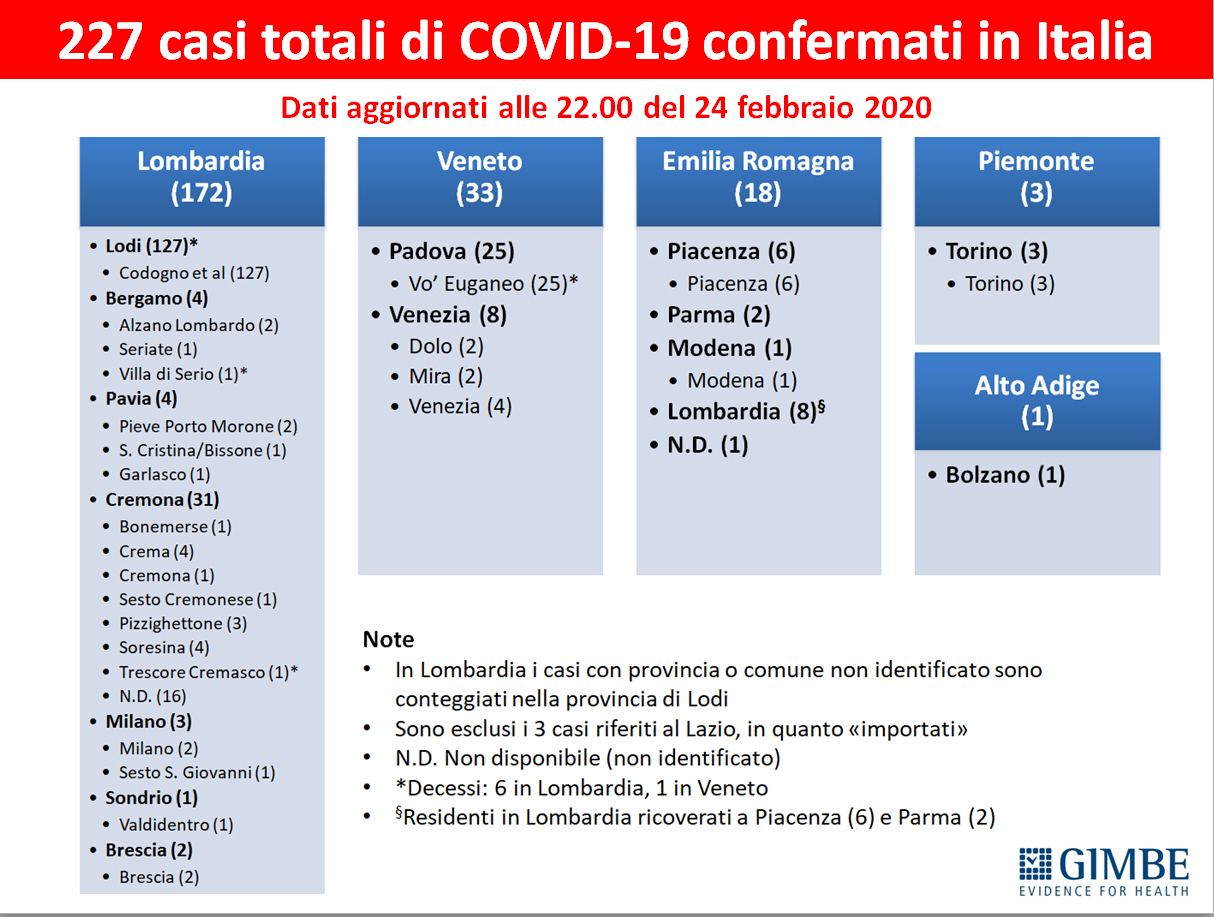 227 casi totali di COVID-19 confermati in Italia
Dati aggiornati alle 22.00 del 24 febbraio 2020
Lombardia
(172)
• Lodi (127)*
• Codogno et al (127)
• Bergamo (4)
• Alzano Lombardo (2)
• Seriate (1)
• Villa di Serio (1)*
• Pavia (4)
• Pieve Porto Morone (2)
• S. Cristina/Bissone (1)
• Garlasco (1)
• Cremona (31)
• Bonemerse (1)
• Crema (4)
• Cremona (1)
• Sesto Cremonese (1)
• Pizzighettone (3)
• Soresina (4)
• Trescore Cremasco (1)*
• N.D. (16)
• Milano (3)
• Milano (2)
• Sesto S. Giovanni (1)
• Sondrio (1)
• Valdidentro (1)
• Brescia (2)
• Brescia (2)
Veneto
(33)
• Padova (25)
• Vo’ Euganeo (25)*
• Venezia (8)
• Dolo (2)
• Mira (2)
• Venezia (4)
Emilia Romagna
(18)
• Piacenza (6)
• Piacenza (6)
• Parma (2)
• Modena (1)
• Modena (1)
• Lombardia (8)§
• N.D. (1)
Piemonte
(3)
• Torino (3)
• Torino (3)
Alto Adige
(1)
• Bolzano (1)
Note
• In Lombardia i casi con provincia o comune non identificato sono
conteggiati nella provincia di Lodi
• Sono esclusi i 3 casi riferiti al Lazio, in quanto «importati»
• N.D. Non disponibile (non identificato)
• *Decessi: 6 in Lombardia, 1 in Veneto
• §Residenti in Lombardia ricoverati a Piacenza (6) e Parma (2)
GIMBE
EVIDENCE FOR HEALTH